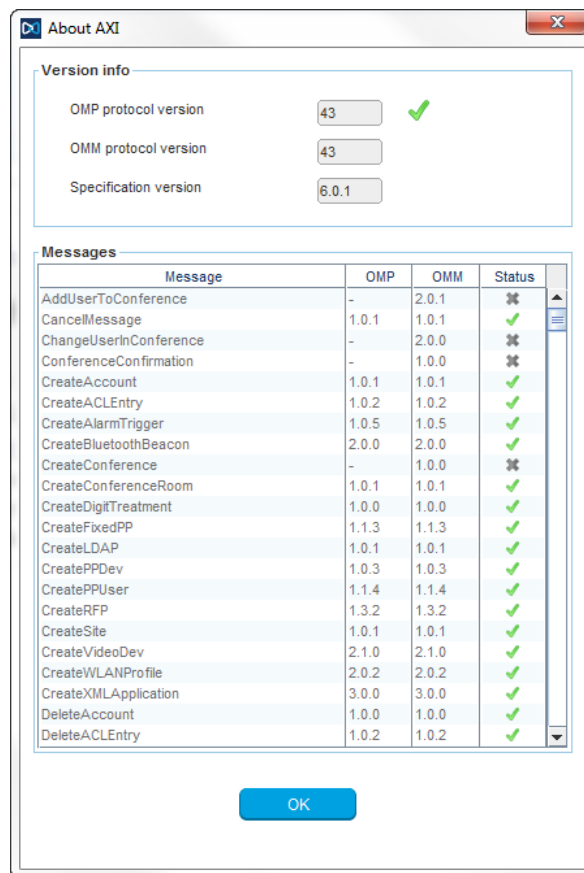 About AXI
Version info
OMP protocol version 43
OMM protocol version 43
Specification version 6.0.1
Messages
Message OMP OMM Status
AddUserToConference - 2.0.1
CancelMessage 1.0.1 1.0.1
ChangeUserInConference - 2.0.0
ConferenceConfirmation - 1.0.0
CreateAccount 1.0.1 1.0.1
CreateACLEntry 1.0.2 1.0.2
CreateAlarmTrigger 1.0.5 1.0.5
CreateBluetoothBeacon 2.0.0 2.0.0
CreateConference - 1.0.0
CreateConferenceRoom 1.0.1 1.0.1
CreateDigitTreatment 1.0.0 1.0.0
CreateFixedPP 1.1.3 1.1.3
CreateLDAP 1.0.1 1.0.1
CreatePPDev 1.0.3 1.0.3
CreatePPUser 1.1.4 1.1.4
CreateRFP 1.3.2 1.3.2
CreateSite 1.0.1 1.0.1
CreateVideoDev 2.1.0 2.1.0
CreateWLANProfile 2.0.2 2.0.2
CreateXMLApplication 3.0.0 3.0.0
DeleteAccount 1.0.0 1.0.0
DeleteACLEntry 1.0.2 1.0.2
OK